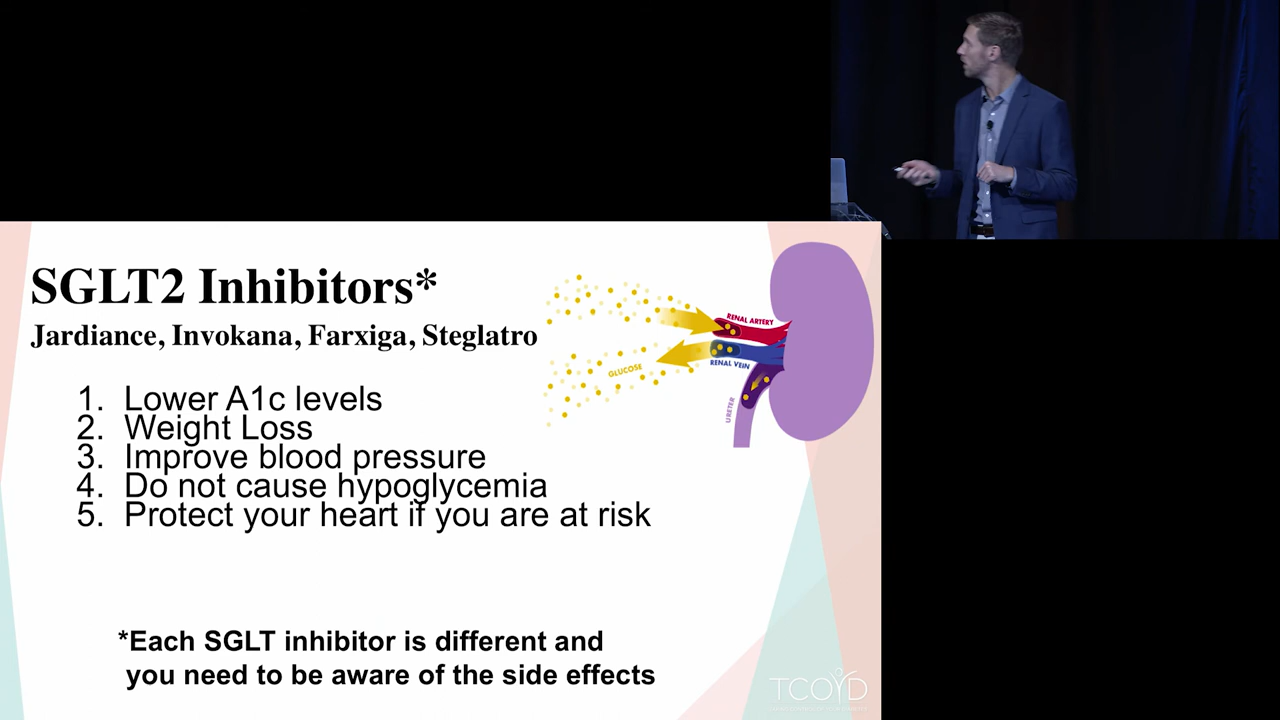 SGLT2 Inhibitors*
Jardiance, Invokana, Farxiga, Steglatro
1. Lower A1c levels
2. Weight Loss
3. Improve blood pressure
4. Do not cause hypoglycemia
5. Protect your heart if you are at risk
RENAL ARTERY
RENAL VEIN
GLUCOSE
URETER
*Each SGLT inhibitor is different and
you need to be aware of the side effects
TCOYD